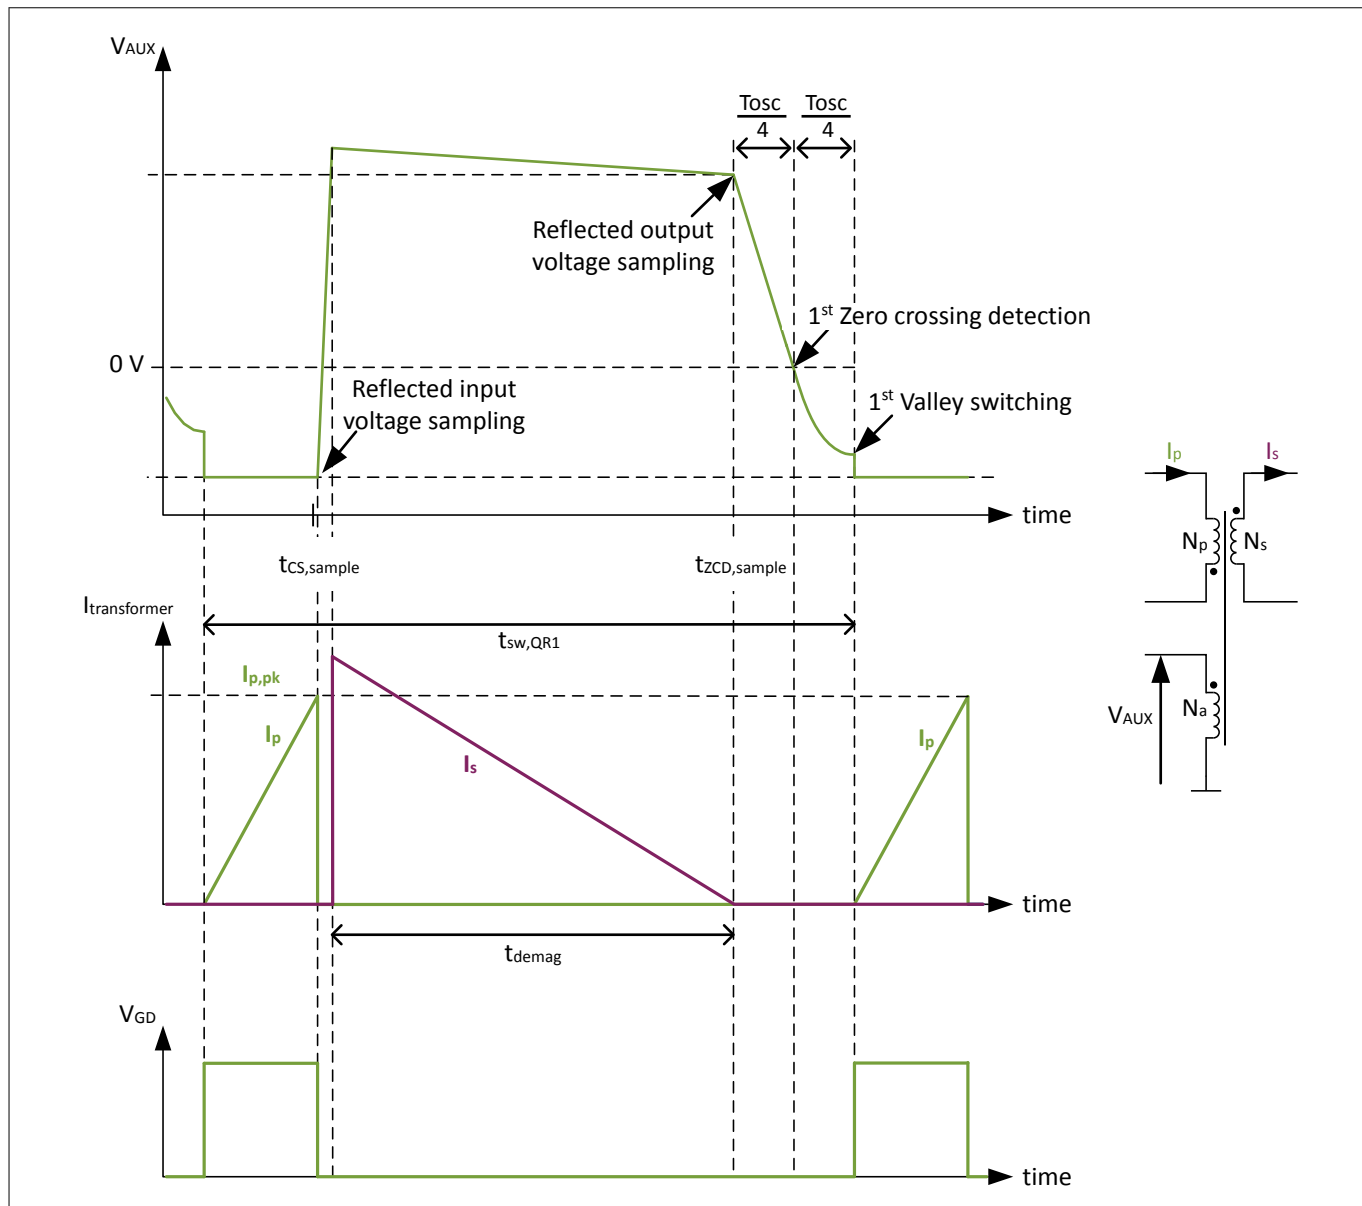 VAUX
Tosc
4
Tosc
4
Reflected output
voltage sampling
1st Zero crossing detection
0 V
Reflected input
voltage sampling
1st Valley switching
time
tCS,sample
tZCD,sample
Itransformer
tsw,QR1
Ip,pk
Ip
Is
Ip
time
tdemag
VGD
time
Ip
Is
Np
Ns
VAUX
Na